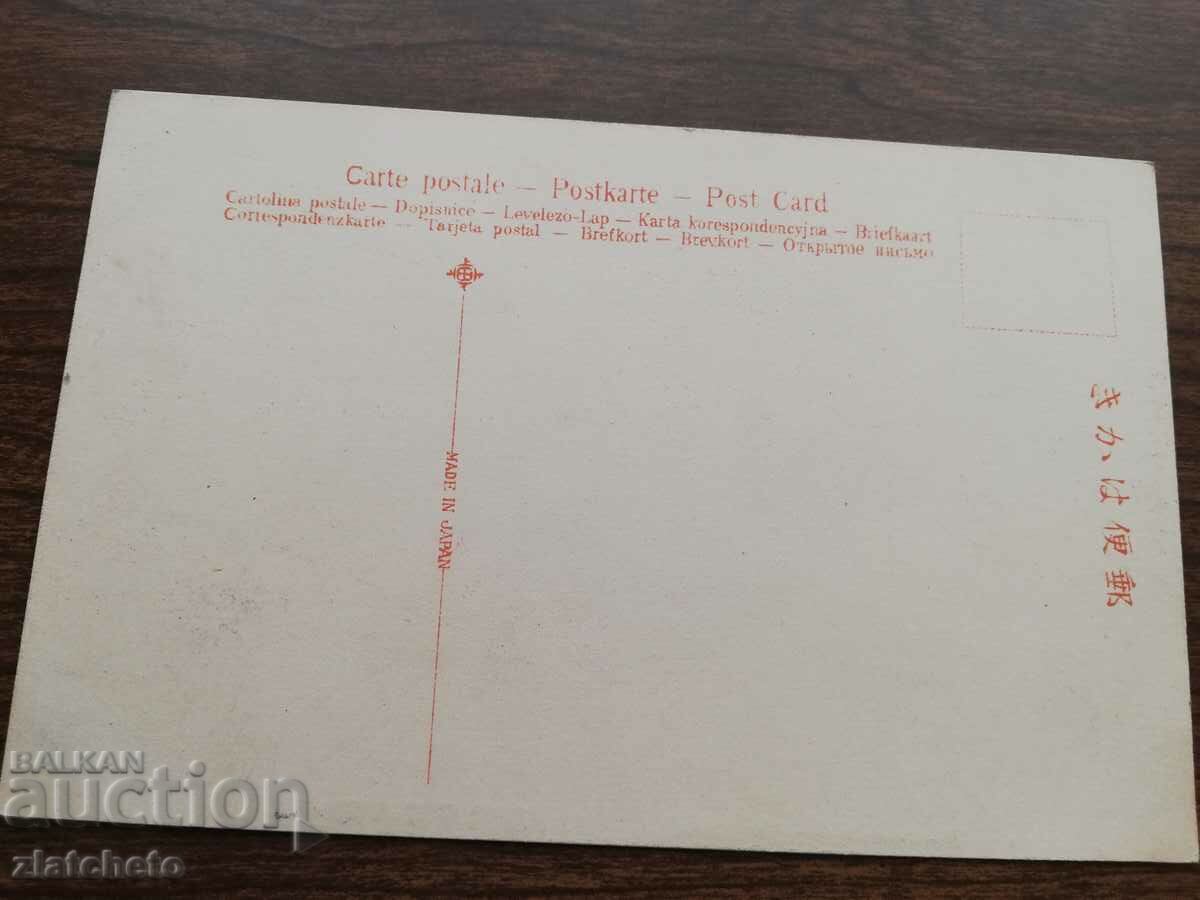 Carte postale — Postkarte — Post Card
Cartolina postale — Dopisnice — Levelezo-Lap — Karta korespondencyjna — Briefkaart
Correspondenzkarte — Tarjeta postal — Brefkort — Brevkort — Открытое письмо
MADE IN JAPAN
きかは便郵
BALKAN
auction
zlatcheto